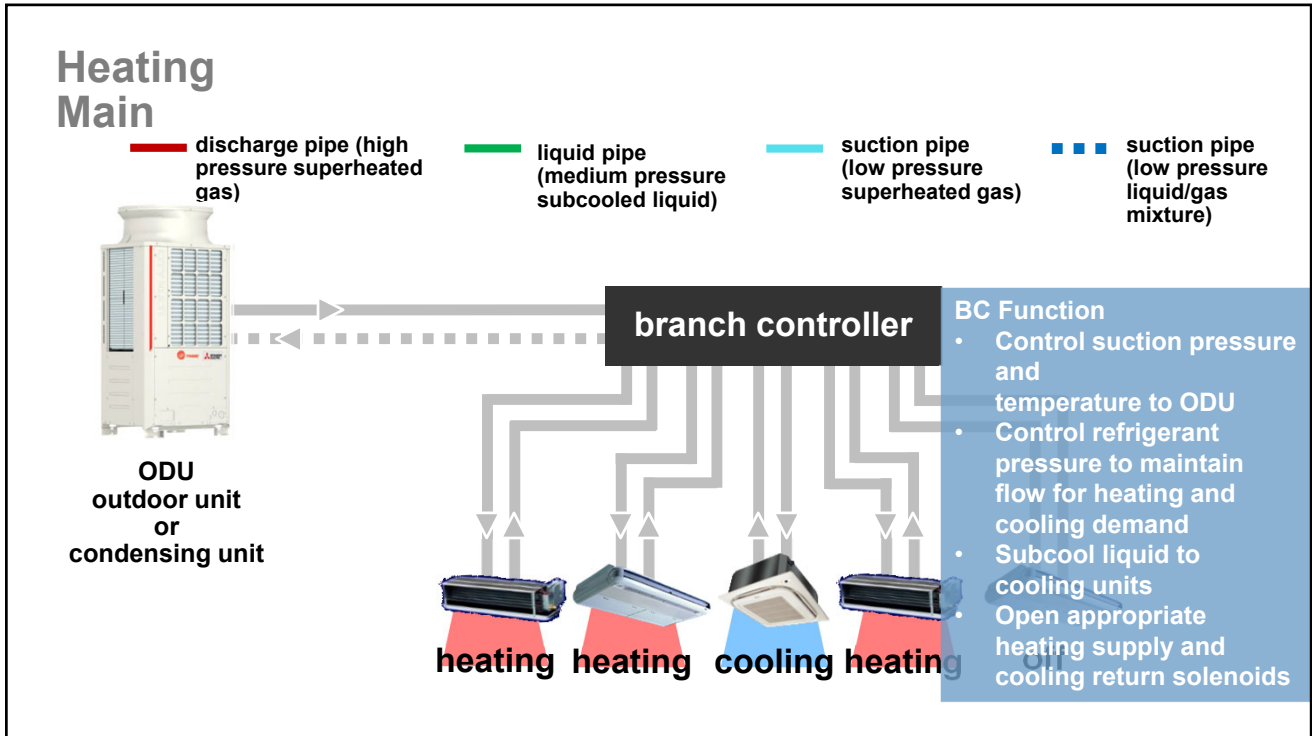 Heating
Main
discharge pipe (high
pressure superheated
gas)
liquid pipe
(medium pressure
subcooled liquid)
suction pipe
(low pressure
superheated gas)
suction pipe
(low pressure
liquid/gas
mixture)
branch controller
ODU
outdoor unit
or
condensing unit
BC Function
• Control suction pressure
and
temperature to ODU
• Control refrigerant
pressure to maintain
flow for heating and
cooling demand
• Subcool liquid to
cooling units
• Open appropriate
heating supply and
cooling return solenoids
heating heating cooling heating off